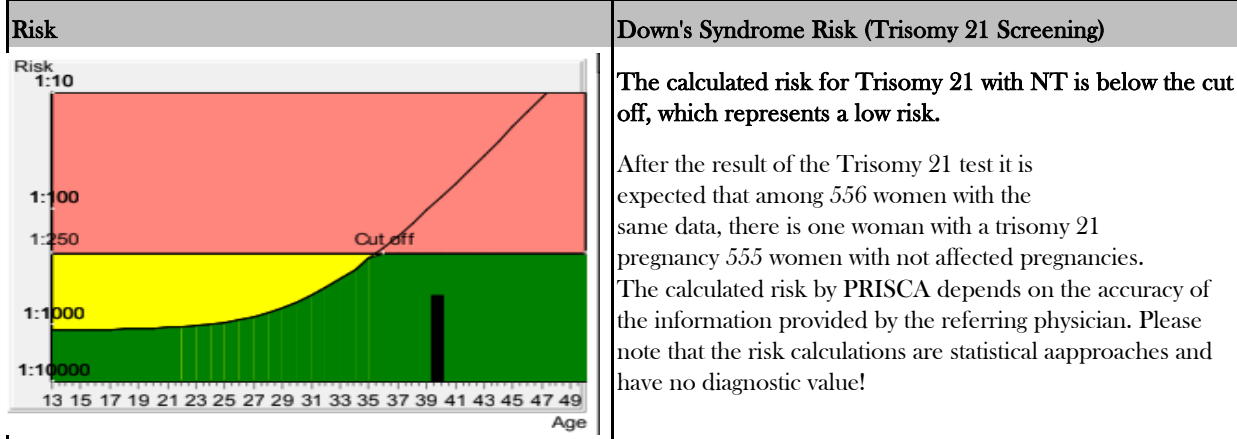 Risk
Down's Syndrome Risk (Trisomy 21 Screening)
Risk
1:10
1:100
1:250
Cut off
1:1000
1:10000
13 15 17 19 21 23 25 27 29 31 33 35 37 39 41 43 45 47 49
Age
The calculated risk for Trisomy 21 with NT is below the cut
off, which represents a low risk.
After the result of the Trisomy 21 test it is
expected that among 556 women with the
same data, there is one woman with a trisomy 21
pregnancy 555 women with not affected pregnancies.
The calculated risk by PRISCA depends on the accuracy of
the information provided by the referring physician. Please
note that the risk calculations are statistical aapproaches and
have no diagnostic value!